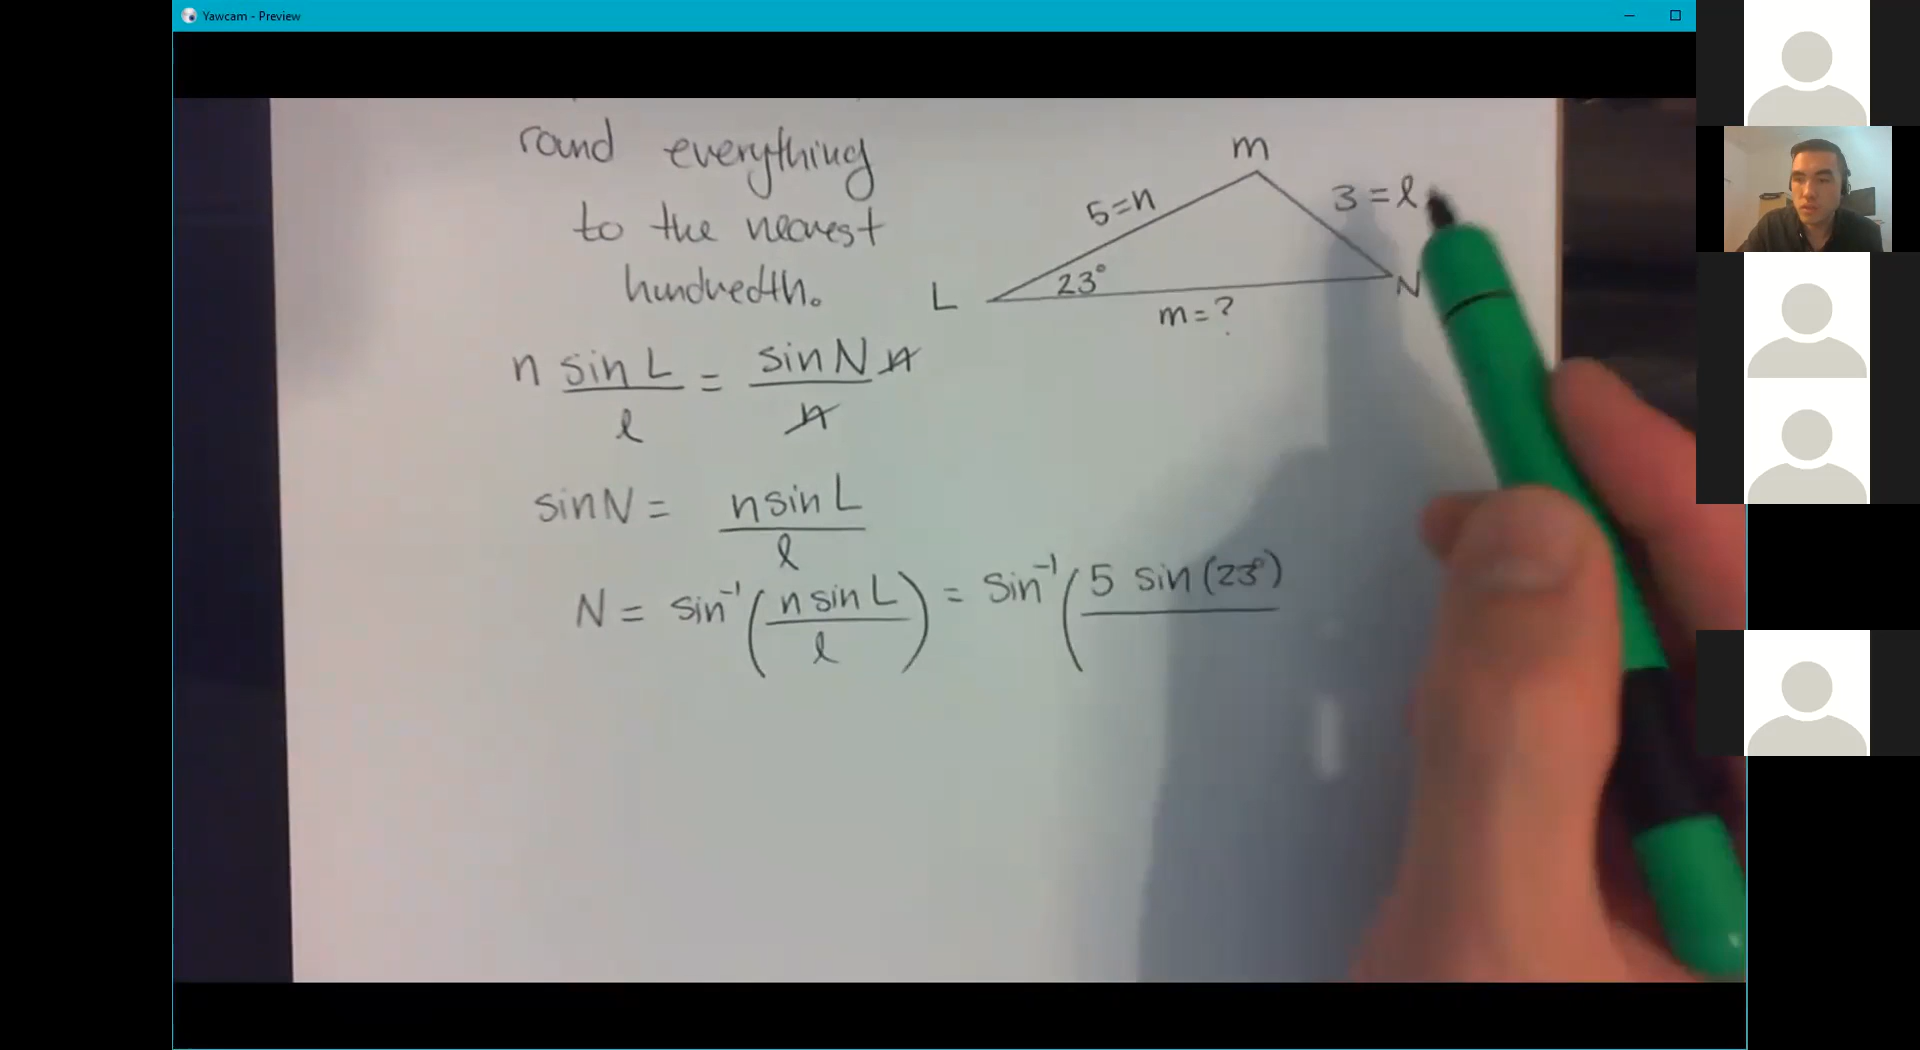 Yawcam - Preview
round everything
to the nearest
hundredth.
m
5=n
3=l
23°
L
N
m=?
n sin L / l = sin N n / n
sin N = n sin L / l
N = sin⁻¹ ( n sin L / l ) = sin⁻¹ ( 5 sin (23°)